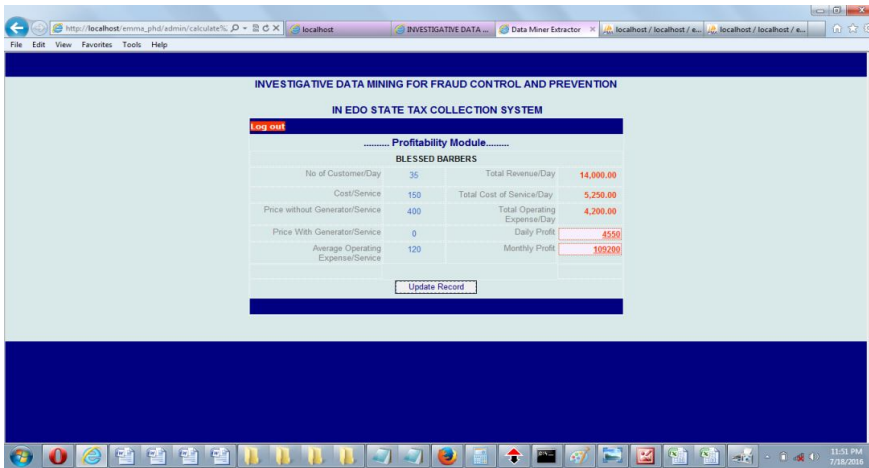 http://localhost/emma_phd/admin/calculate%
localhost
INVESTIGATIVE DATA ...
Data Miner Extractor
localhost / localhost / e...
localhost / localhost / e...
File Edit View Favorites Tools Help
INVESTIGATIVE DATA MINING FOR FRAUD CONTROL AND PREVENTION
IN EDO STATE TAX COLLECTION SYSTEM
Log out
.......... Profitability Module.........
BLESSED BARBERS
No of Customer/Day 35 Total Revenue/Day 14,000.00
Cost/Service 150 Total Cost of Service/Day 5,250.00
Price without Generator/Service 400 Total Operating
Expense/Day 4,200.00
Price With Generator/Service 0 Daily Profit 4550
Average Operating
Expense/Service 120 Monthly Profit 109200
Update Record
11:51 PM
7/18/2016